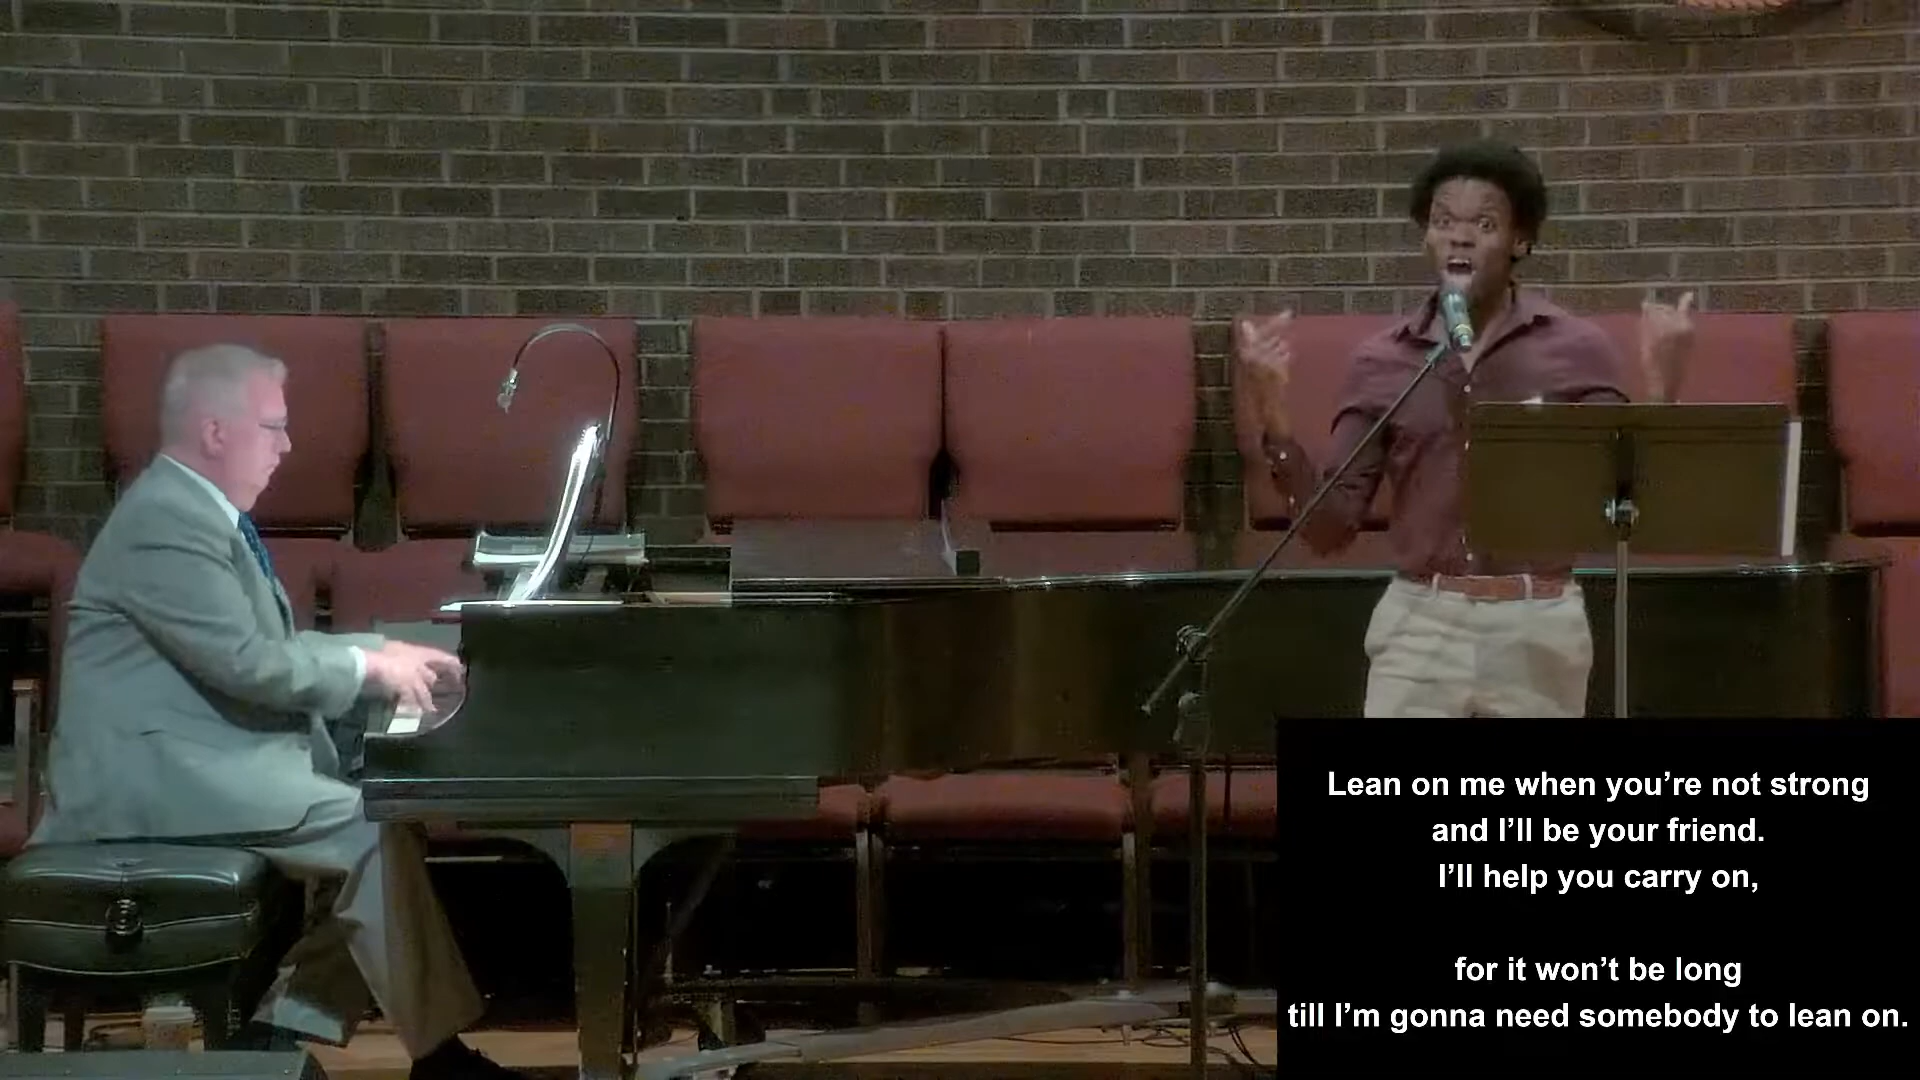 Lean on me when you’re not strong
and I’ll be your friend.
I’ll help you carry on,
for it won’t be long
till I’m gonna need somebody to lean on.